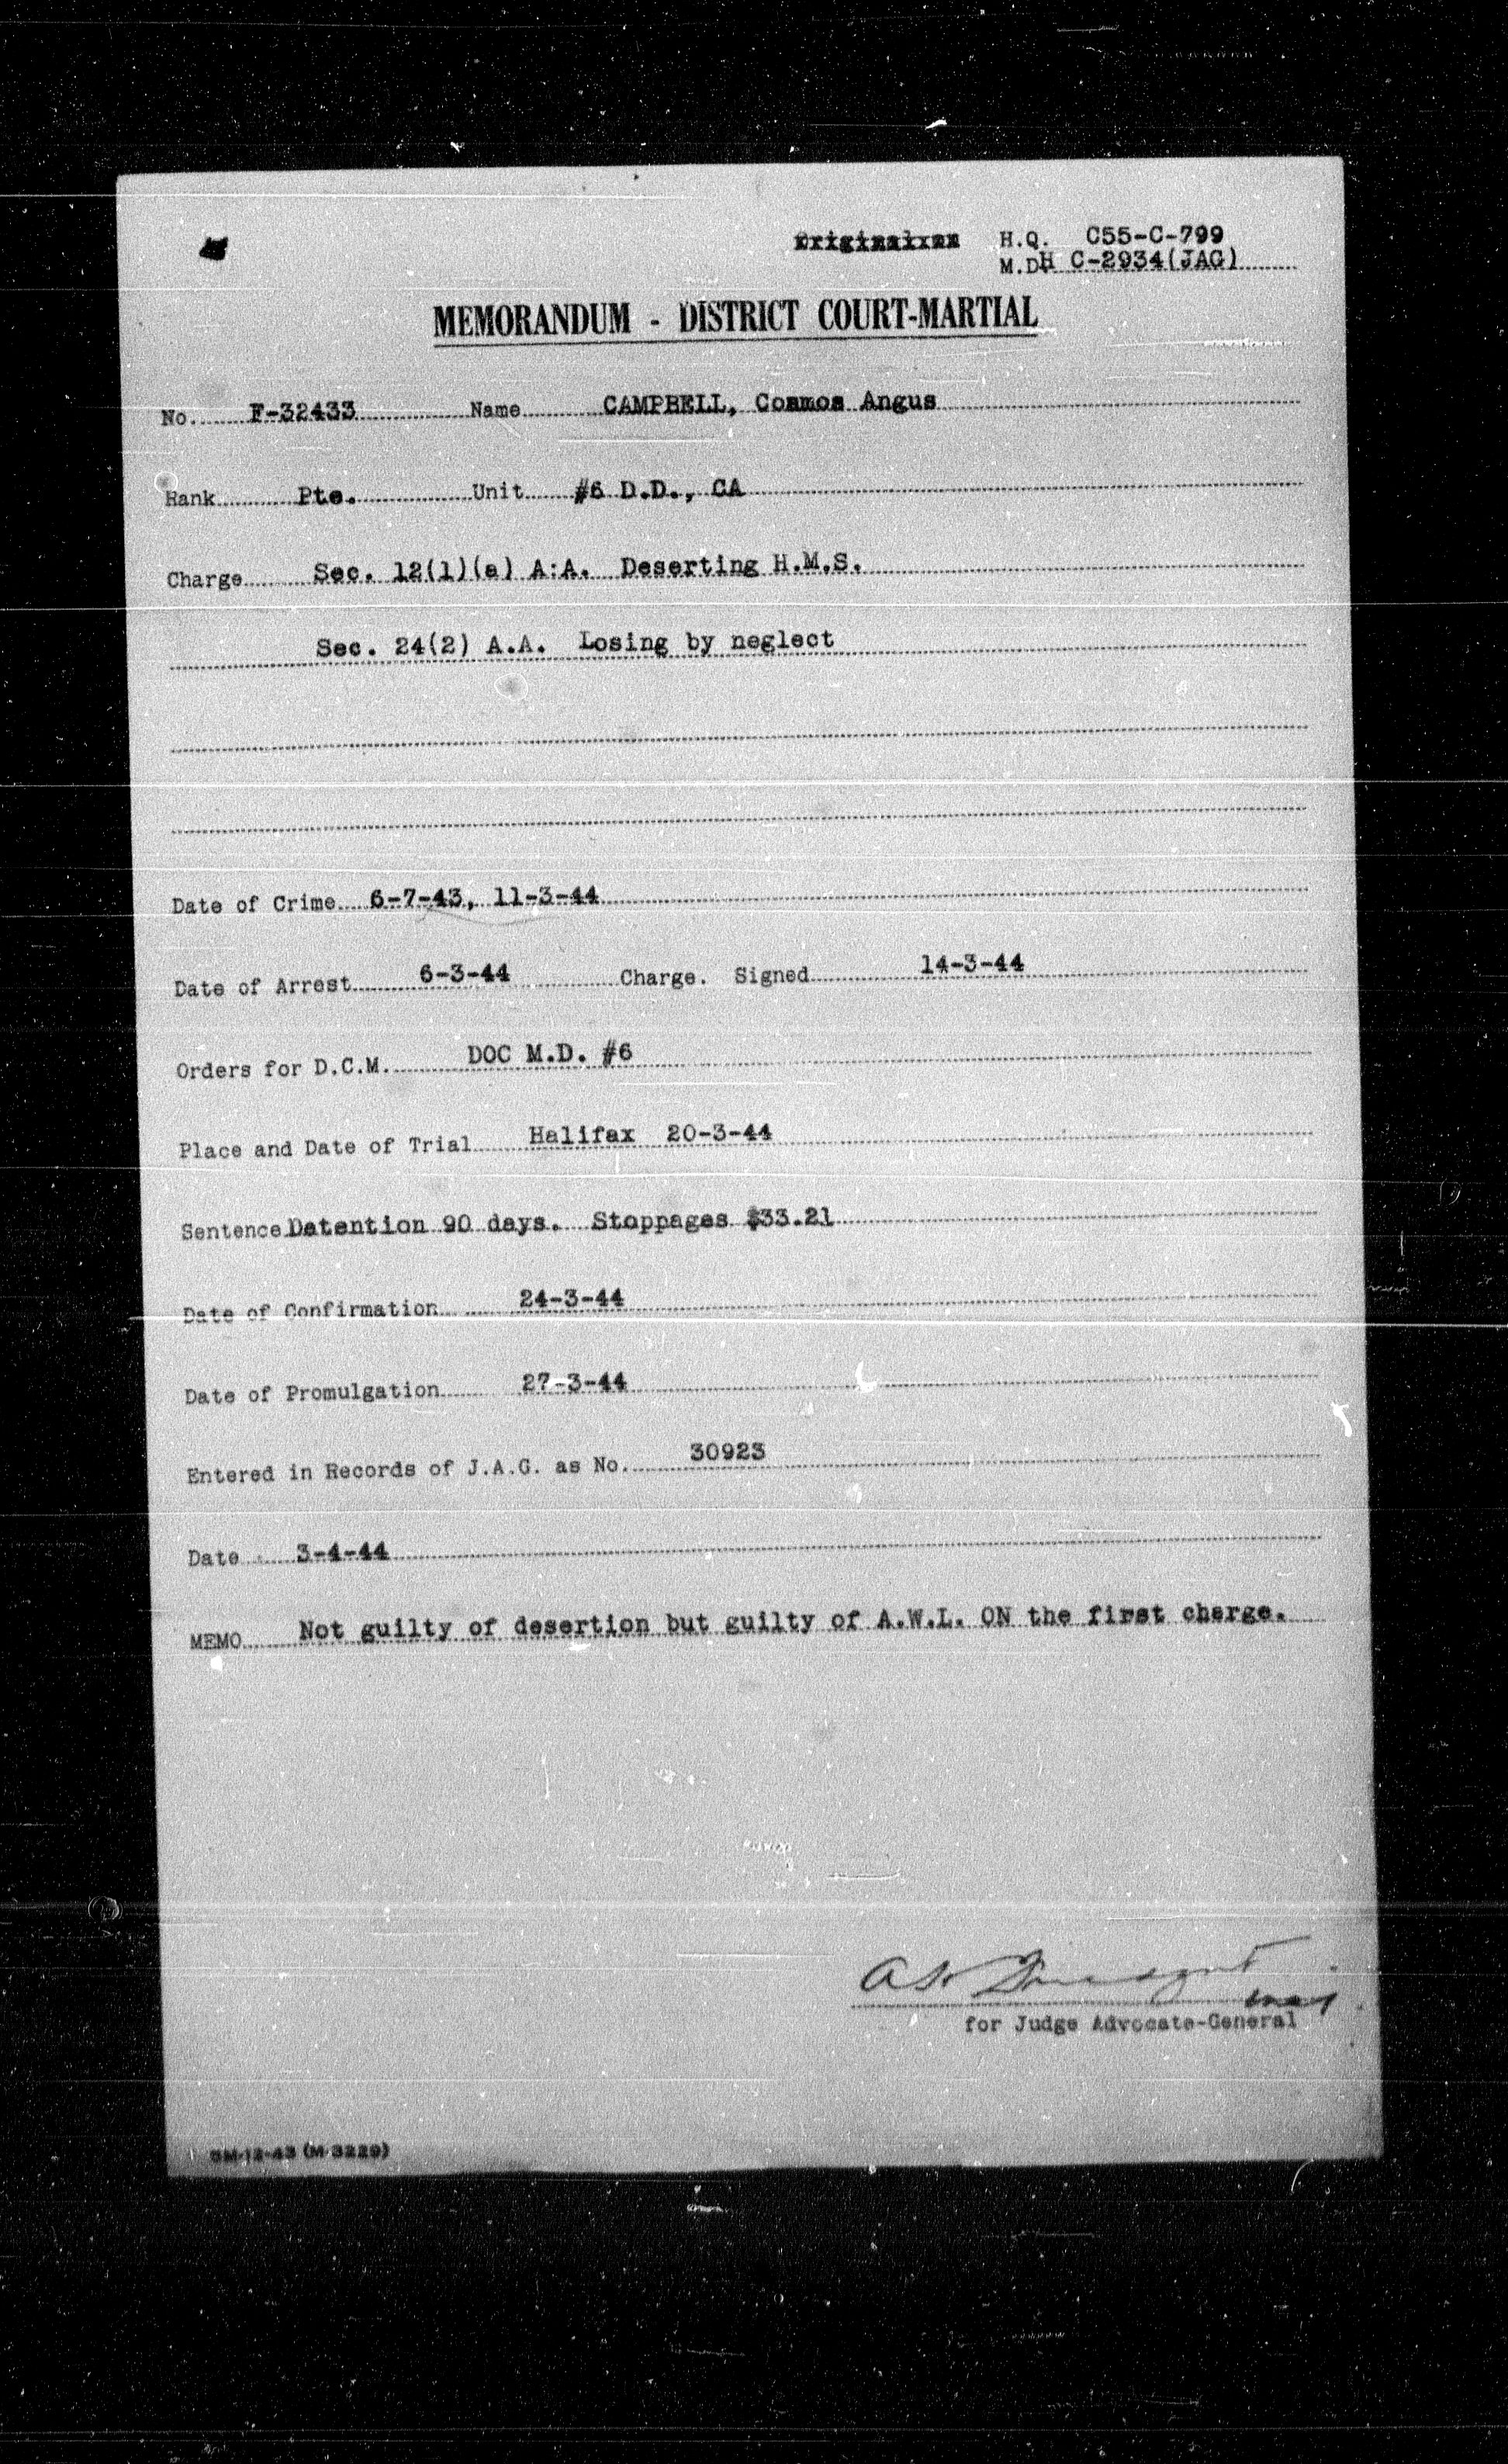 H.Q. C55-C-799
M.D. H C-2934(JAG)
MEMORANDUM - DISTRICT COURT-MARTIAL
No. F-32433 Name CAMPBELL, Cosmos Angus
Rank Pte. Unit #6 D.D., CA
Charge Sec. 12(1)(a) A:A. Deserting H.M.S.
Sec. 24(2) A.A. Losing by neglect
Date of Crime 6-7-43, 11-3-44
Date of Arrest 6-3-44 Charge. Signed 14-3-44
Orders for D.C.M. DOC M.D. #6
Place and Date of Trial Halifax 20-3-44
Sentence Detention 90 days. Stoppages $33.21
Date of Confirmation 24-3-44
Date of Promulgation 27-3-44
Entered in Records of J.A.G. as No. 30923
Date 3-4-44
MEMO Not guilty of desertion but guilty of A.W.L. ON the first charge.
maj
for Judge Advocate-General
(M-3229)